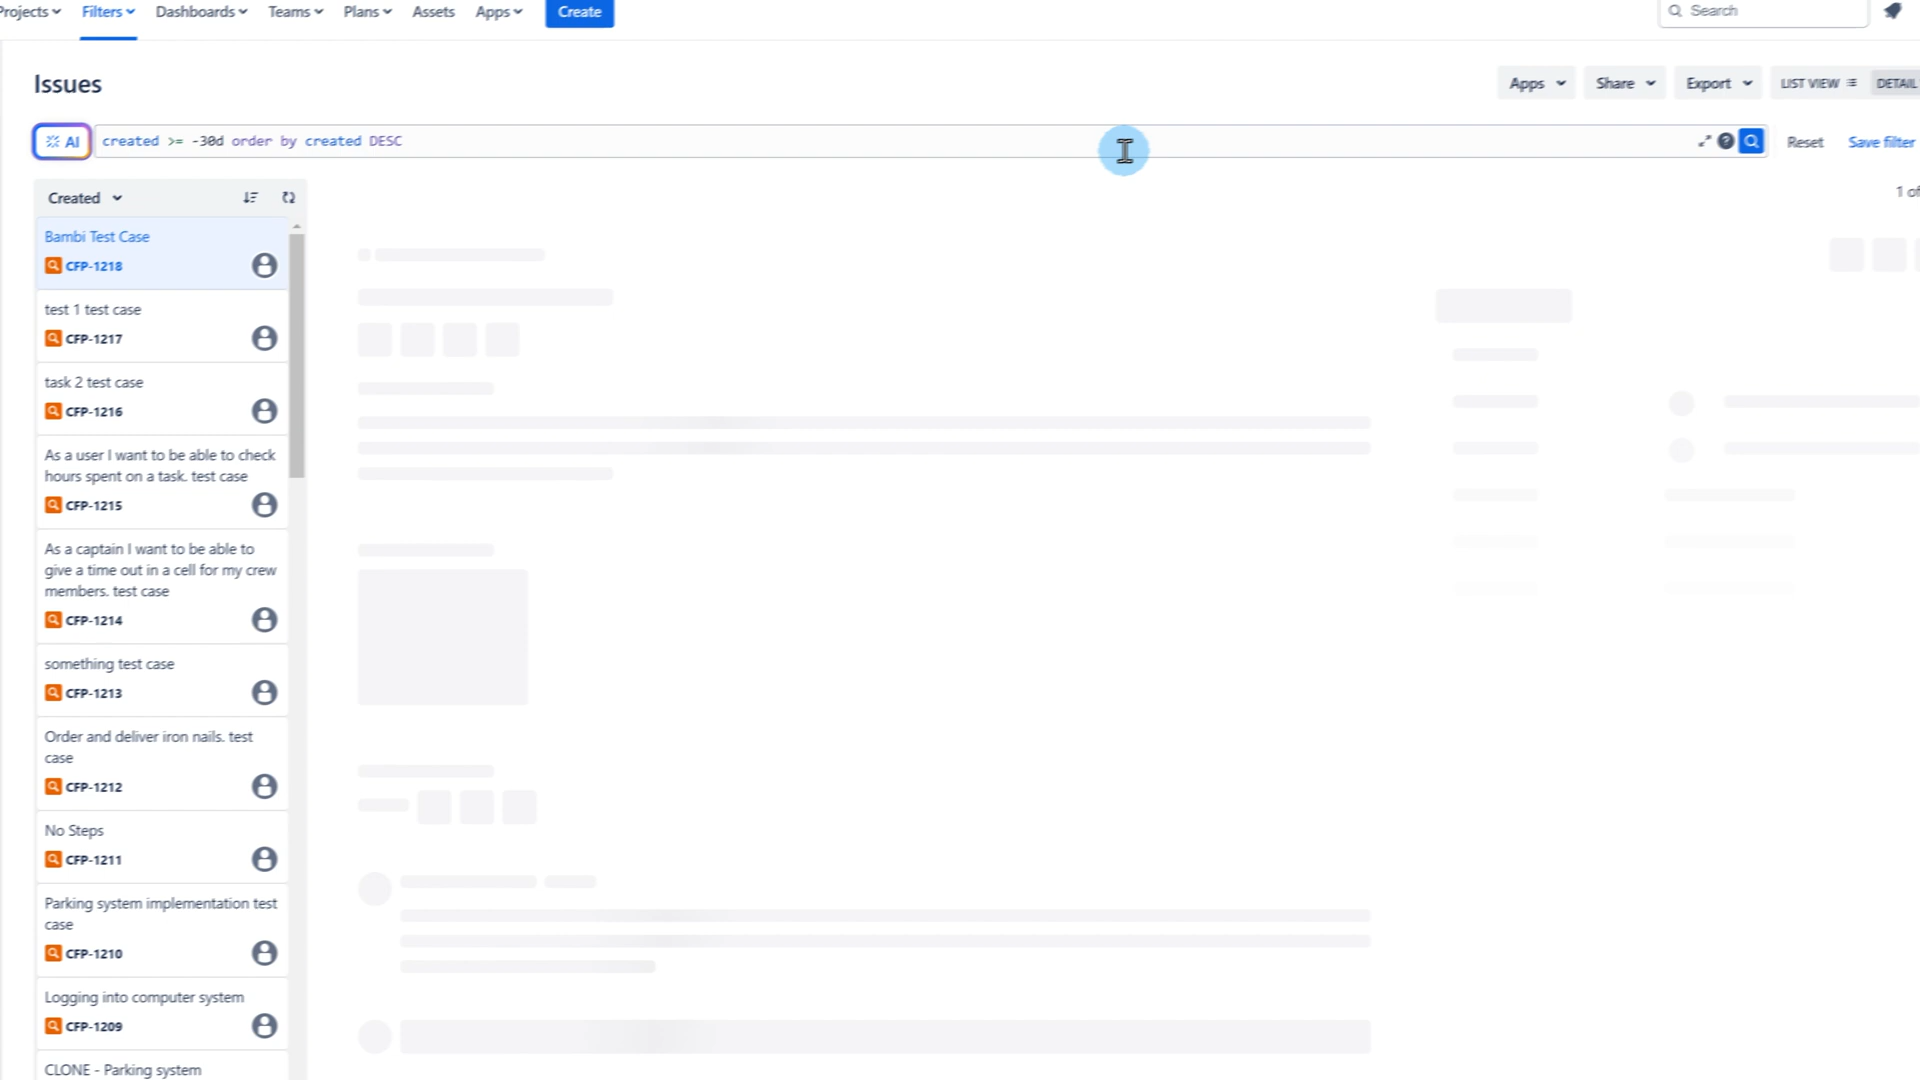 Projects Filters Dashboards Teams Plans Assets Apps Create Search
Issues
Apps Share Export LIST VIEW DETAIL
AI created >= -30d order by created DESC Reset Save filter
Created
1 of
Bambi Test Case
CFP-1218
test 1 test case
CFP-1217
task 2 test case
CFP-1216
As a user I want to be able to check
hours spent on a task. test case
CFP-1215
As a captain I want to be able to
give a time out in a cell for my crew
members. test case
CFP-1214
something test case
CFP-1213
Order and deliver iron nails. test
case
CFP-1212
No Steps
CFP-1211
Parking system implementation test
case
CFP-1210
Logging into computer system
CFP-1209
CLONE - Parking system